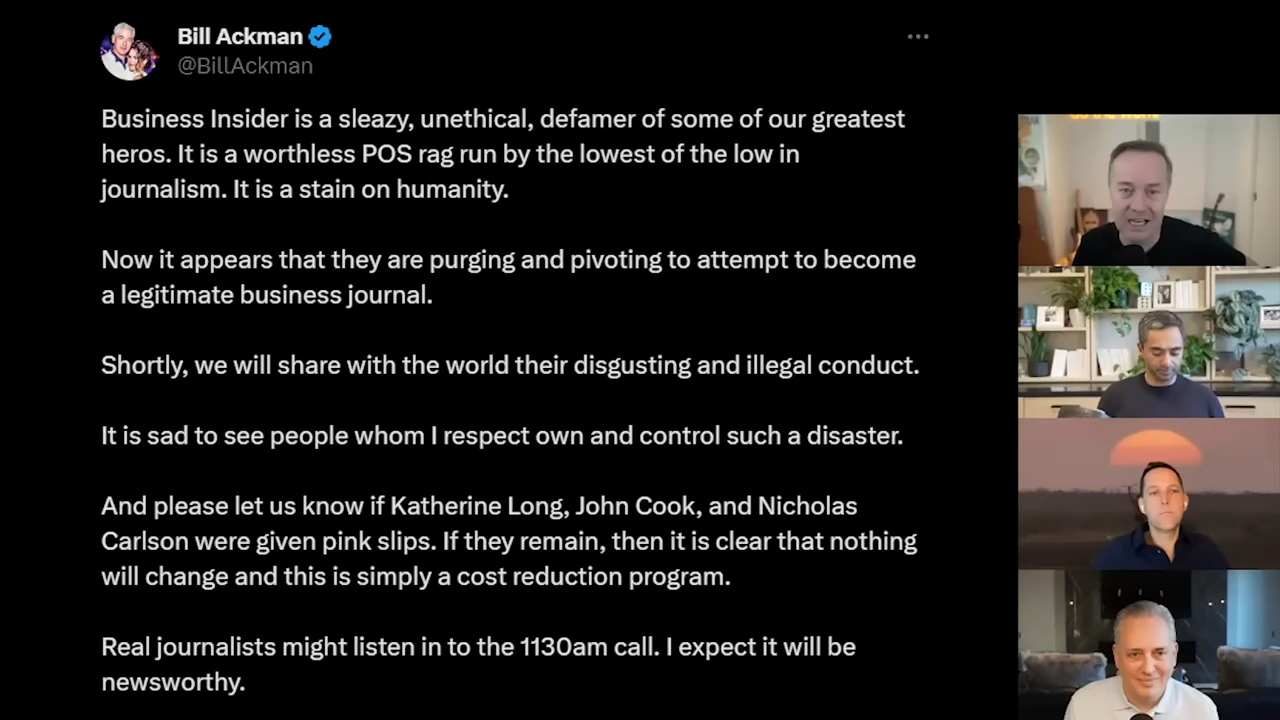 Bill Ackman
@BillAckman
Business Insider is a sleazy, unethical, defamer of some of our greatest
heros. It is a worthless POS rag run by the lowest of the low in
journalism. It is a stain on humanity.
Now it appears that they are purging and pivoting to attempt to become
a legitimate business journal.
Shortly, we will share with the world their disgusting and illegal conduct.
It is sad to see people whom I respect own and control such a disaster.
And please let us know if Katherine Long, John Cook, and Nicholas
Carlson were given pink slips. If they remain, then it is clear that nothing
will change and this is simply a cost reduction program.
Real journalists might listen in to the 1130am call. I expect it will be
newsworthy.